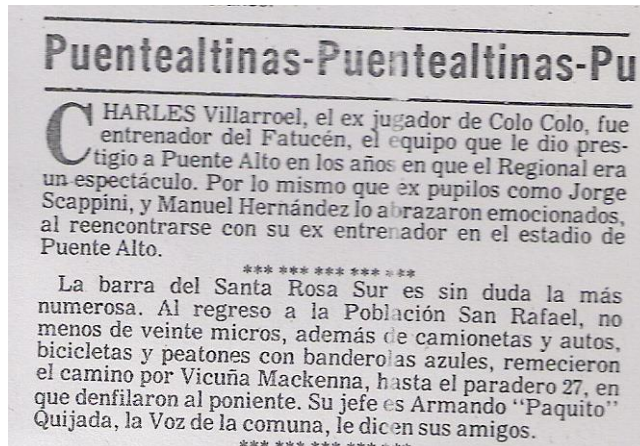 Puentealtinas-Puentealtinas-Pu
CHARLES Villarroel, el ex jugador de Colo Colo, fue
entrenador del Fatucén, el equipo que le dio pres-
tigio a Puente Alto en los años en que el Regional era
un espectáculo. Por lo mismo que ex pupilos como Jorge
Scappini, y Manuel Hernández lo abrazaron emocionados,
al reencontrarse con su ex entrenador en el estadio de
Puente Alto.
*** *** *** *** ***
La barra del Santa Rosa Sur es sin duda la más
numerosa. Al regreso a la Población San Rafael, no
menos de veinte micros, además de camionetas y autos,
bicicletas y peatones con banderolas azules, remecieron
el camino por Vicuña Mackenna, hasta el paradero 27, en
que denfilaron al poniente. Su jefe es Armando "Paquito"
Quijada, la Voz de la comuna, le dicen sus amigos.
*** *** *** *** ***